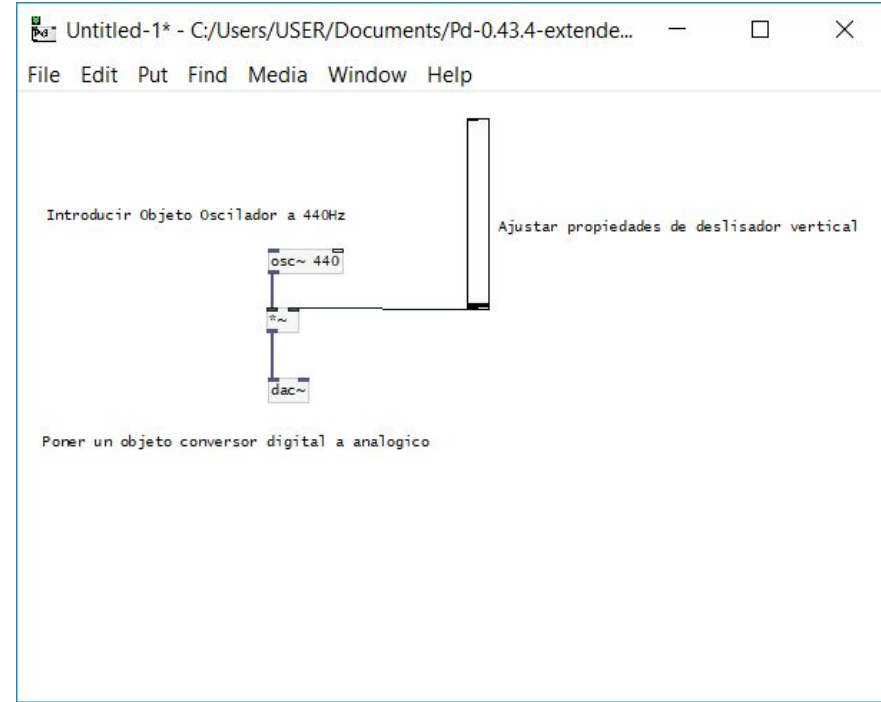 Untitled-1* - C:/Users/USER/Documents/Pd-0.43.4-extende...
File Edit Put Find Media Window Help
Introducir Objeto Oscilador a 440Hz
Ajustar propiedades de deslisador vertical
osc~ 440
*~
dac~
Poner un objeto conversor digital a analogico